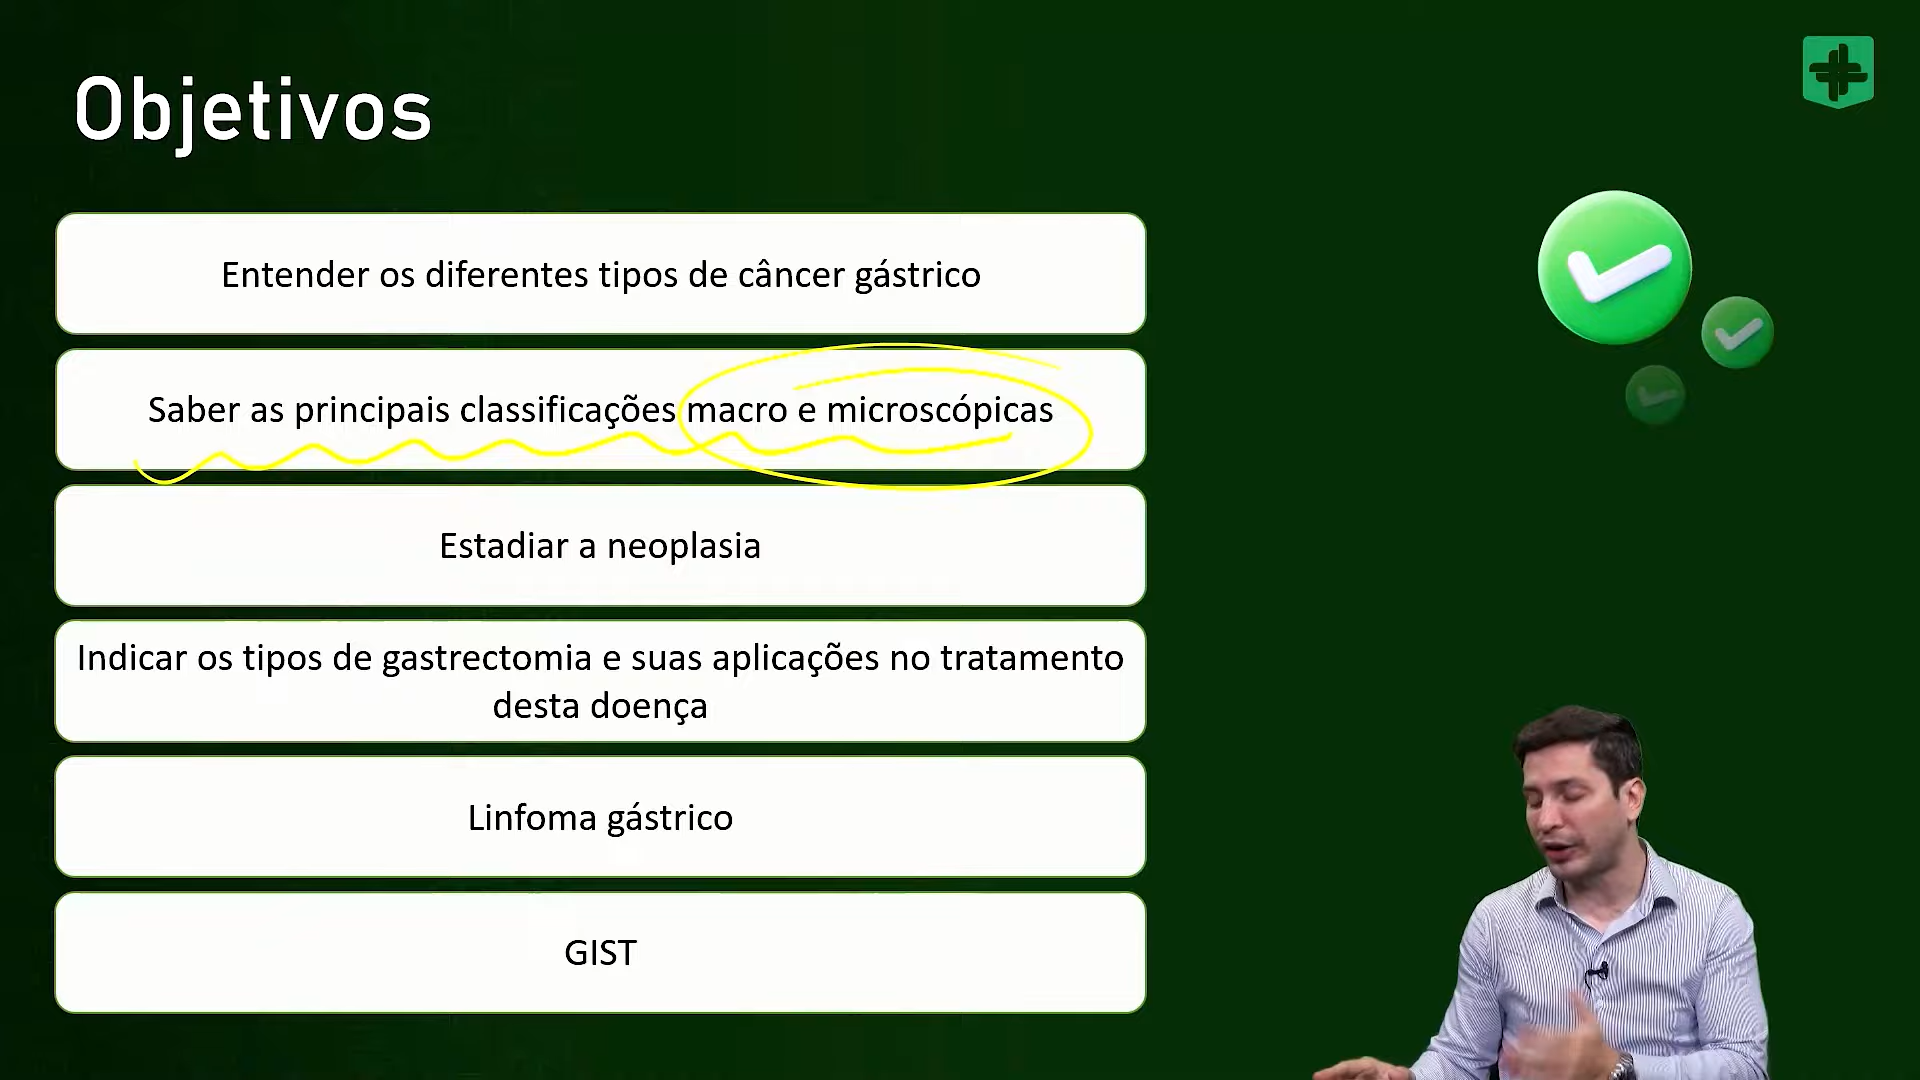 Objetivos
Entender os diferentes tipos de câncer gástrico
Saber as principais classificações macro e microscópicas
Estadiar a neoplasia
Indicar os tipos de gastrectomia e suas aplicações no tratamento
desta doença
Linfoma gástrico
GIST